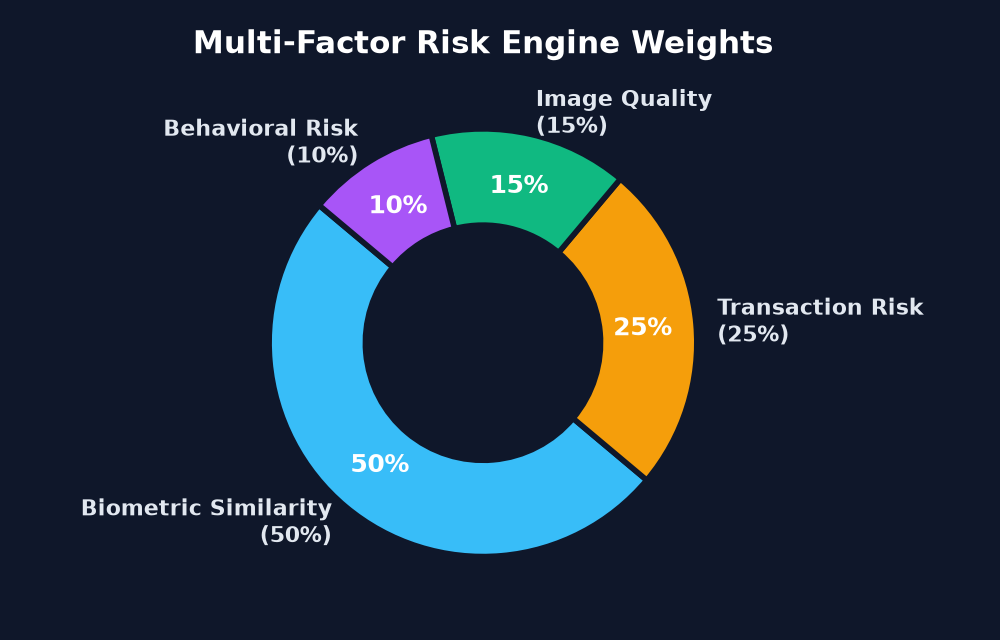 Multi-Factor Risk Engine Weights
Image Quality
(15%)
Behavioral Risk
(10%)
15%
10%
Transaction Risk
(25%)
25%
50%
Biometric Similarity
(50%)